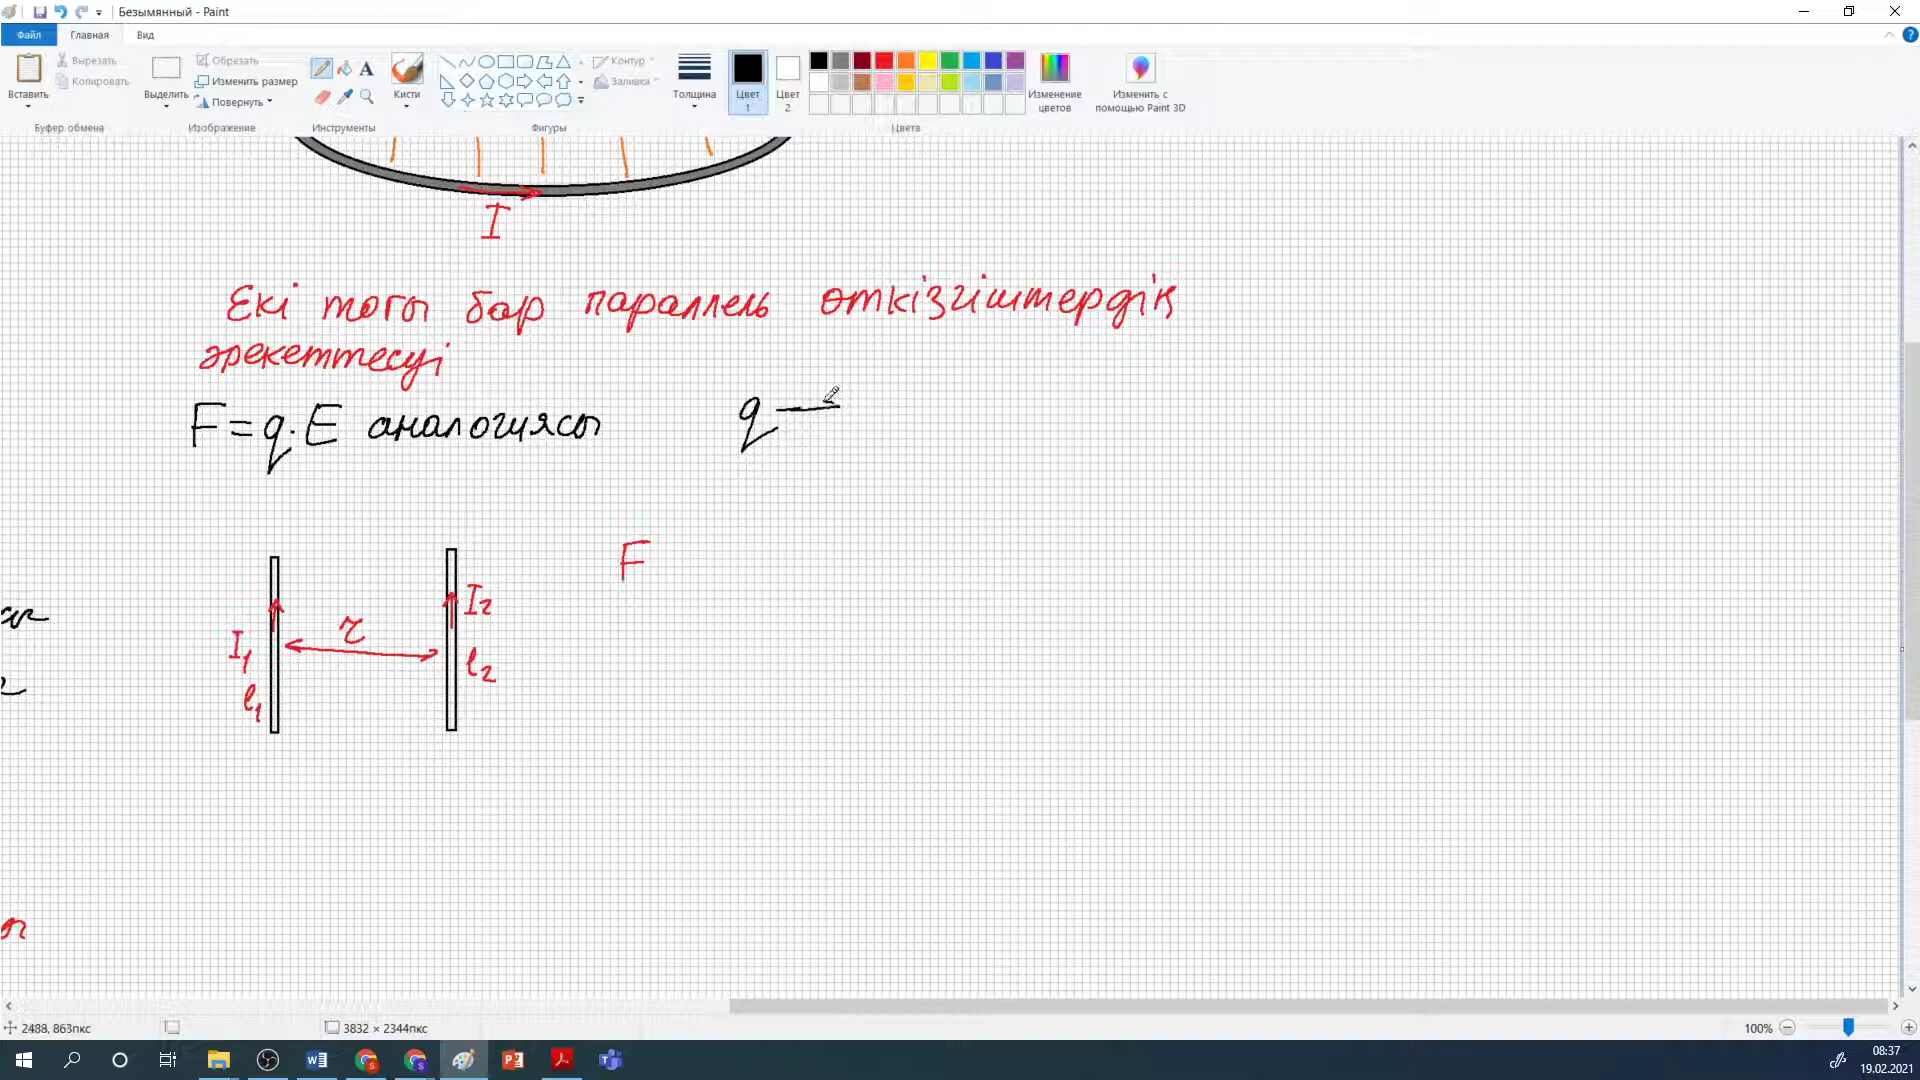 Безымянный - Paint
Файл Главная Вид
Вставить
Вырезать
Копировать
Буфер обмена
Выделить
Обрезать
Изменить размер
Повернуть
Изображение
A
Инструменты
Кисти
Контур
Заливка
Фигуры
Толщина
Цвет 1
Цвет 2
Цвета
Изменение цветов
Изменить с помощью Paint 3D
I
Екі тогы бар параллель өткізгіштердің
әрекеттесуі
F = q · E аналогиясы
q —
F
I₁
l₁
r
I₂
l₂
2488, 863пкс
3832 × 2344пкс
100%
08:37
19.02.2021